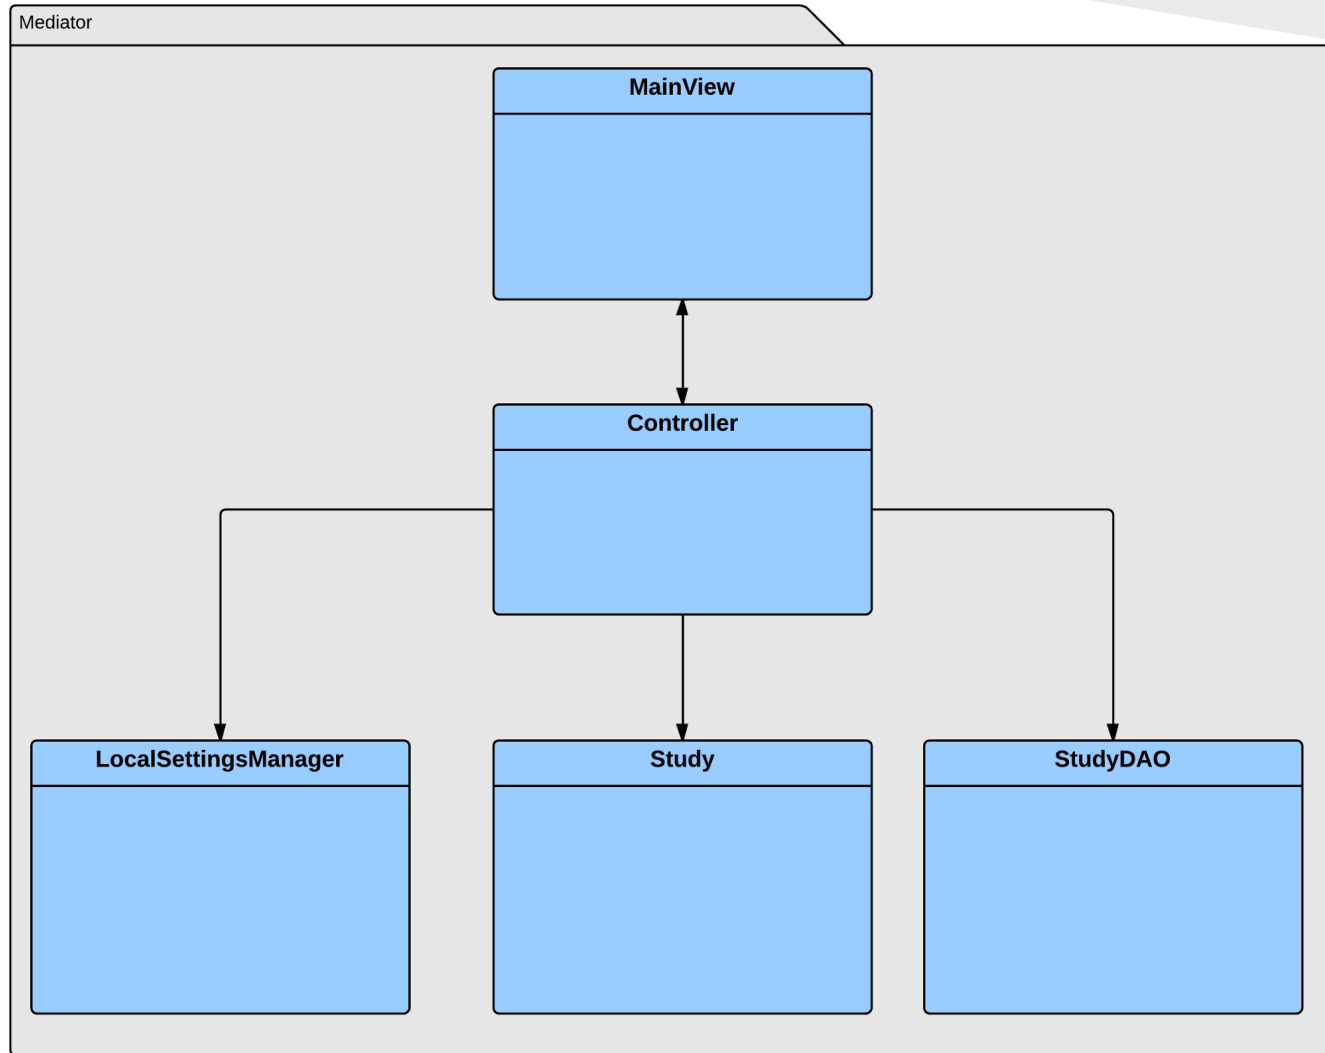 Mediator
MainView
Controller
LocalSettingsManager
Study
StudyDAO